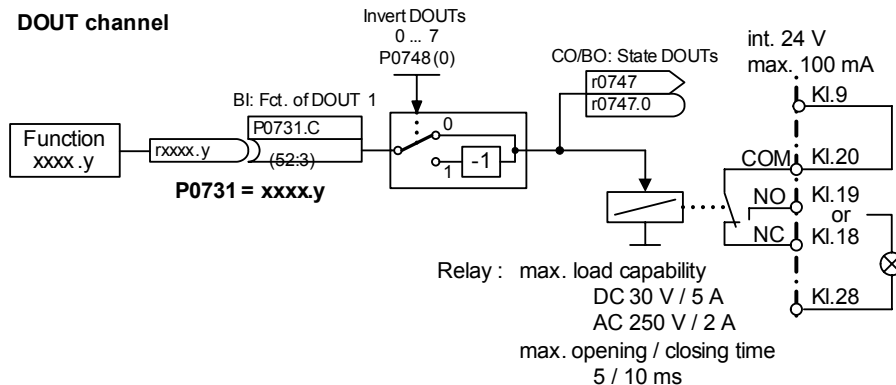 DOUT channel
Invert DOUTs
0 ... 7
P0748(0)
CO/BO: State DOUTs
r0747
r0747.0
int. 24 V
max. 100 mA
BI: Fct. of DOUT 1
P0731.C
(52:3)
Function
xxxx.y
rxxxx.y
P0731 = xxxx.y
0
1
-1
Kl.9
COM
Kl.20
NO
Kl.19
or
NC
Kl.18
Kl.28
Relay : max. load capability
DC 30 V / 5 A
AC 250 V / 2 A
max. opening / closing time
5 / 10 ms